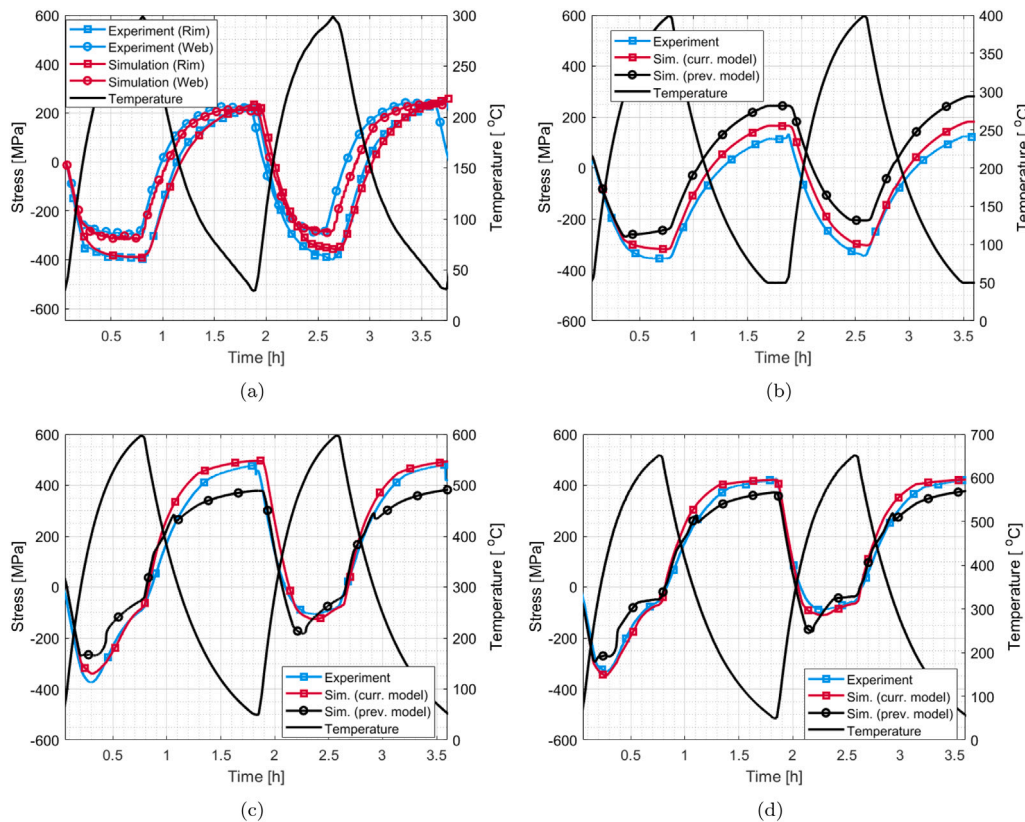 600
400
200
0
-200
-400
-600
Stress [MPa]
Experiment (Rim)
Experiment (Web)
Simulation (Rim)
Simulation (Web)
Temperature
300
250
200
150
100
50
0
Temperature [ °C]
0.5 1 1.5 2 2.5 3 3.5
Time [h]
(a)
600
400
200
0
-200
-400
-600
Stress [MPa]
Experiment
Sim. (curr. model)
Sim. (prev. model)
Temperature
400
350
300
250
200
150
100
50
0
Temperature [ °C]
0.5 1 1.5 2 2.5 3 3.5
Time [h]
(b)
600
400
200
0
-200
-400
-600
Stress [MPa]
Experiment
Sim. (curr. model)
Sim. (prev. model)
Temperature
600
500
400
300
200
100
0
Temperature [ °C]
0.5 1 1.5 2 2.5 3 3.5
Time [h]
(c)
600
400
200
0
-200
-400
-600
Stress [MPa]
Experiment
Sim. (curr. model)
Sim. (prev. model)
Temperature
700
600
500
400
300
200
100
0
Temperature [ °C]
0.5 1 1.5 2 2.5 3 3.5
Time [h]
(d)